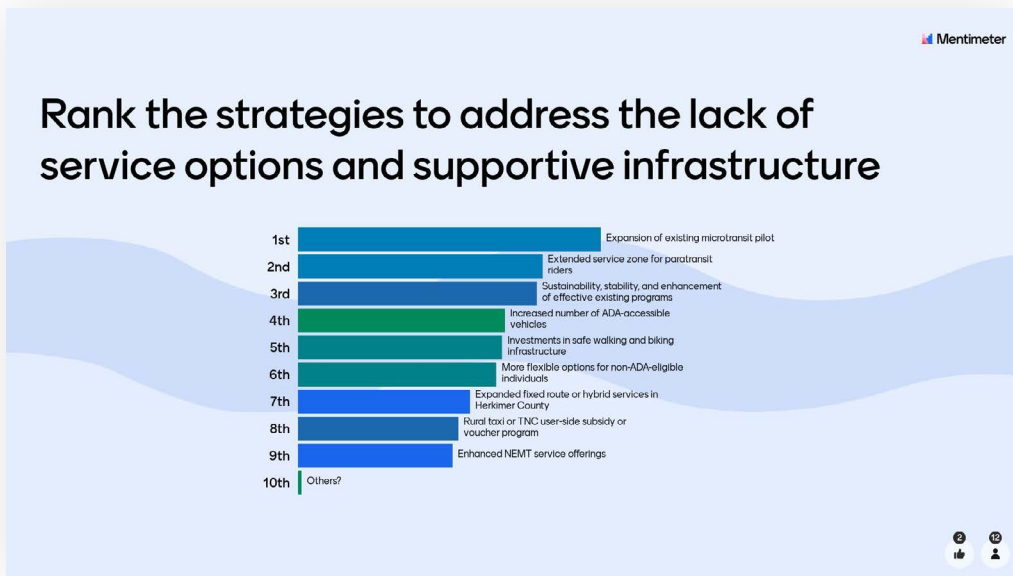 Mentimeter
Rank the strategies to address the lack of
service options and supportive infrastructure
1st
Expansion of existing microtransit pilot
2nd
Extended service zone for paratransit
riders
3rd
Sustainability, stability, and enhancement
of effective existing programs
4th
Increased number of ADA-accessible
vehicles
5th
Investments in safe walking and biking
infrastructure
6th
More flexible options for non-ADA-eligible
individuals
7th
Expanded fixed route or hybrid services in
Herkimer County
8th
Rural taxi or TNC user-side subsidy or
voucher program
9th
Enhanced NEMT service offerings
10th
Others?
2
12